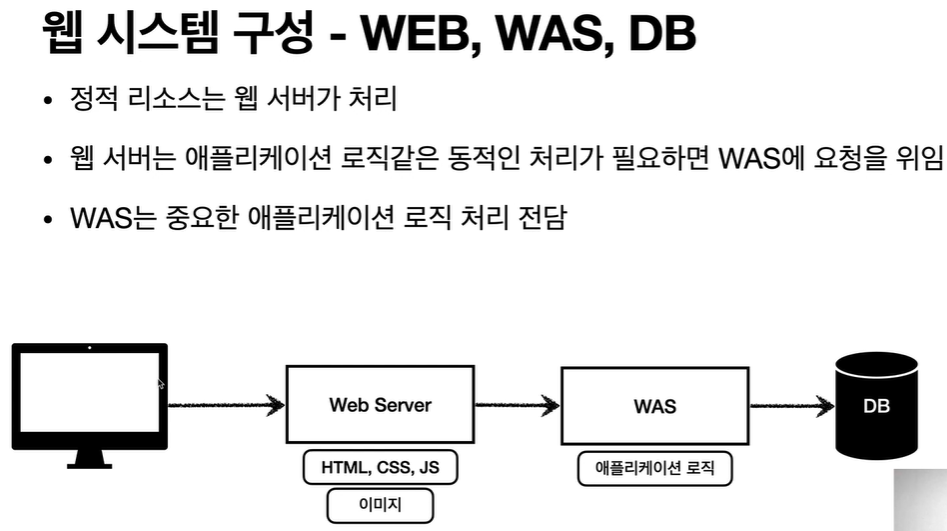 웹 시스템 구성 - WEB, WAS, DB
• 정적 리소스는 웹 서버가 처리
• 웹 서버는 애플리케이션 로직같은 동적인 처리가 필요하면 WAS에 요청을 위임
• WAS는 중요한 애플리케이션 로직 처리 전담
Web Server
WAS
DB
HTML, CSS, JS
애플리케이션 로직
이미지